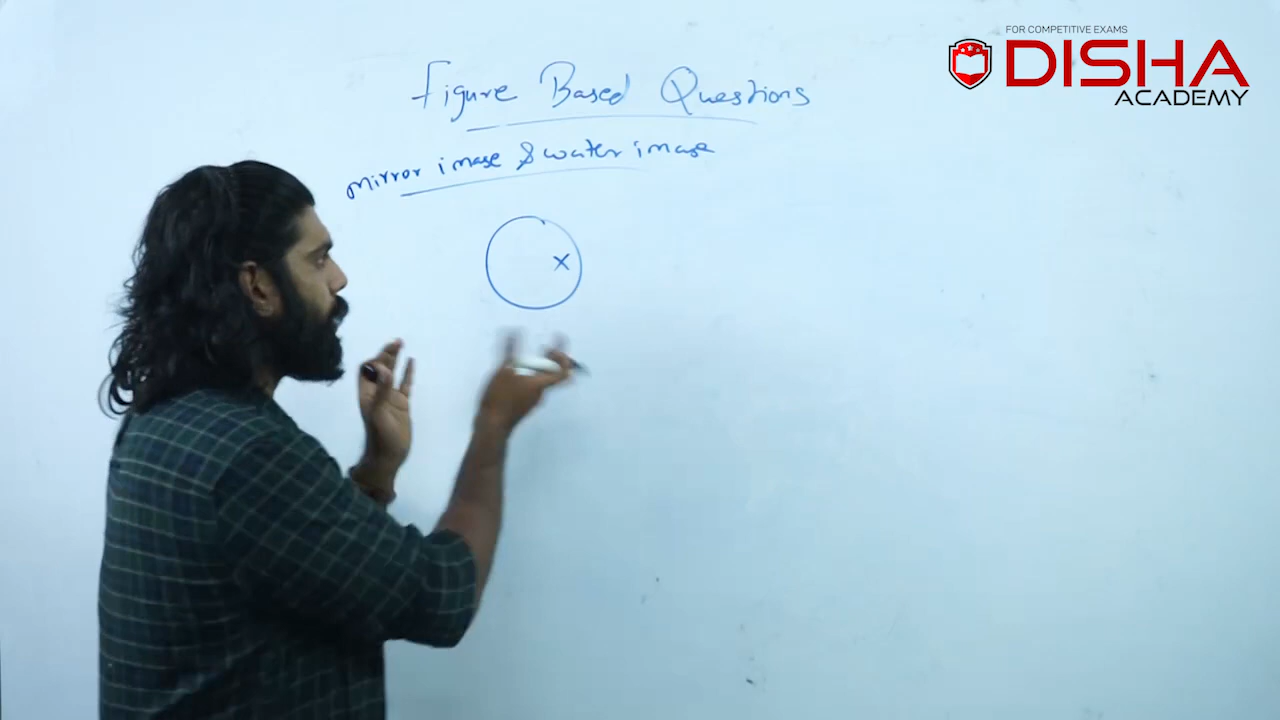 FOR COMPETITIVE EXAMS
DISHA
ACADEMY
Figure Based Questions
mirror image & water image
X